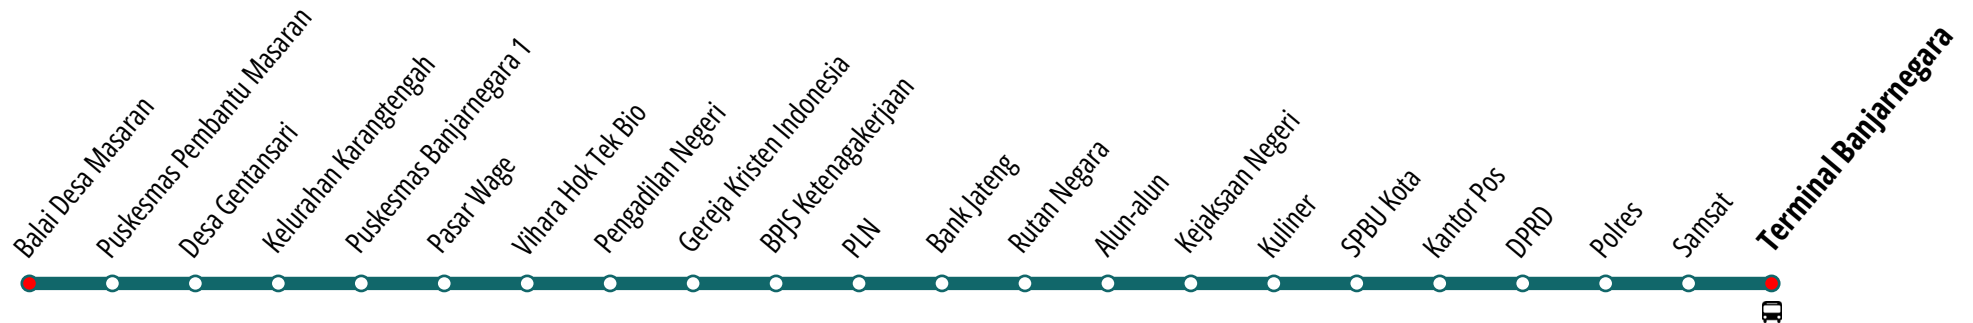 Balai Desa Masaran
Puskesmas Pembantu Masaran
Desa Gentansari
Kelurahan Karangtengah
Puskesmas Banjarnegara 1
Pasar Wage
Vihara Hok Tek Bio
Pengadilan Negeri
Gereja Kristen Indonesia
BPJS Ketenagakerjaan
PLN
Bank Jateng
Rutan Negara
Alun-alun
Kejaksaan Negeri
Kuliner
SPBU Kota
Kantor Pos
DPRD
Polres
Samsat
Terminal Banjarnegara